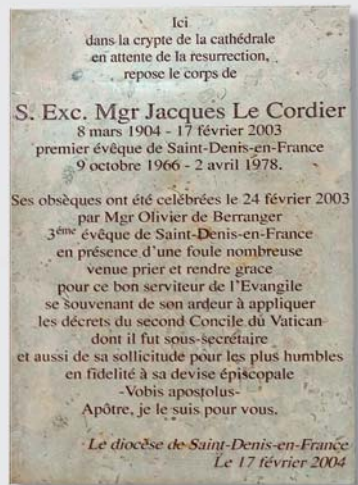 Ici
dans la crypte de la cathédrale
en attente de la resurrection,
repose le corps de
S. Exc. Mgr Jacques Le Cordier
8 mars 1904 - 17 février 2003
premier évêque de Saint-Denis-en-France
9 octobre 1966 - 2 avril 1978.
Ses obsèques ont été celébrées le 24 février 2003
par Mgr Olivier de Berranger
3éme évêque de Saint-Denis-en-France
en présence d'une foule nombreuse
venue prier et rendre grace
pour ce bon serviteur de l'Evangile
se souvenant de son ardeur à appliquer
les décrets du second Concile du Vatican
dont il fut sous-secrétaire
et aussi de sa sollicitude pour les plus humbles
en fidelité à sa devise épiscopale
-Vobis apostolus-
Apôtre, je le suis pour vous.
Le diocèse de Saint-Denis-en-France
Le 17 février 2004